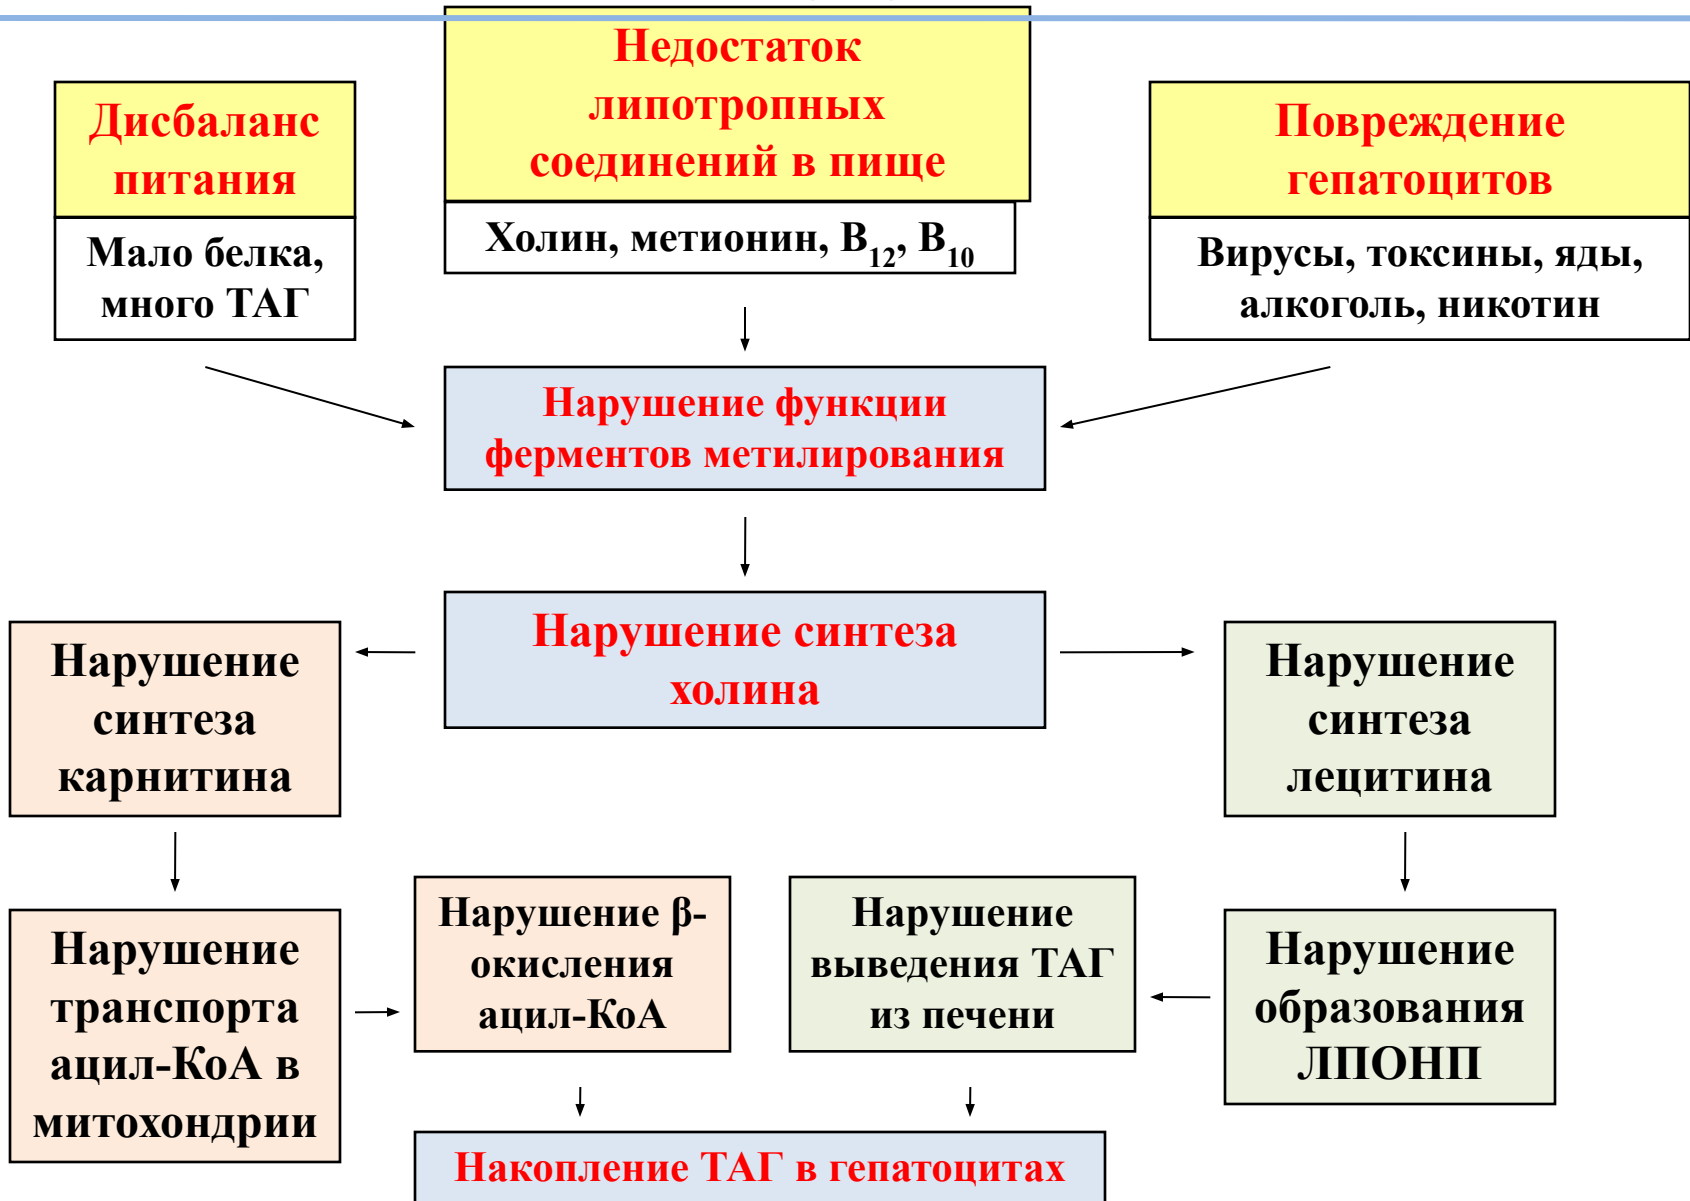 Недостаток
липотропных
соединений в пище
Холин, метионин, В12, В10
Дисбаланс
питания
Мало белка,
много ТАГ
Повреждение
гепатоцитов
Вирусы, токсины, яды,
алкоголь, никотин
Нарушение функции
ферментов метилирования
Нарушение синтеза
холина
Нарушение
синтеза
карнитина
Нарушение
синтеза
лецитина
Нарушение
транспорта
ацил-КоА в
митохондрии
Нарушение β-
окисления
ацил-КоА
Нарушение
выведения ТАГ
из печени
Нарушение
образования
ЛПОНП
Накопление ТАГ в гепатоцитах